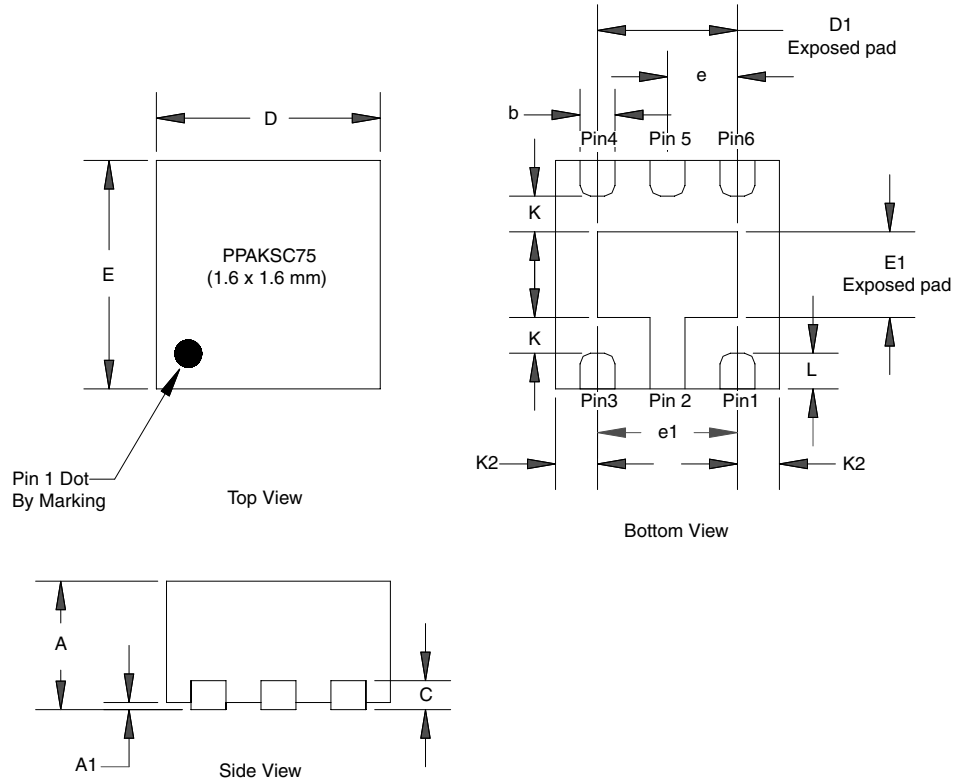 D1
Exposed pad
e
b
D
Pin4
Pin 5
Pin6
K
E
PPAKSC75
(1.6 x 1.6 mm)
E1
Exposed pad
K
L
Pin3
Pin 2
Pin1
e1
K2
K2
Pin 1 Dot
By Marking
Top View
Bottom View
A
C
A1
Side View